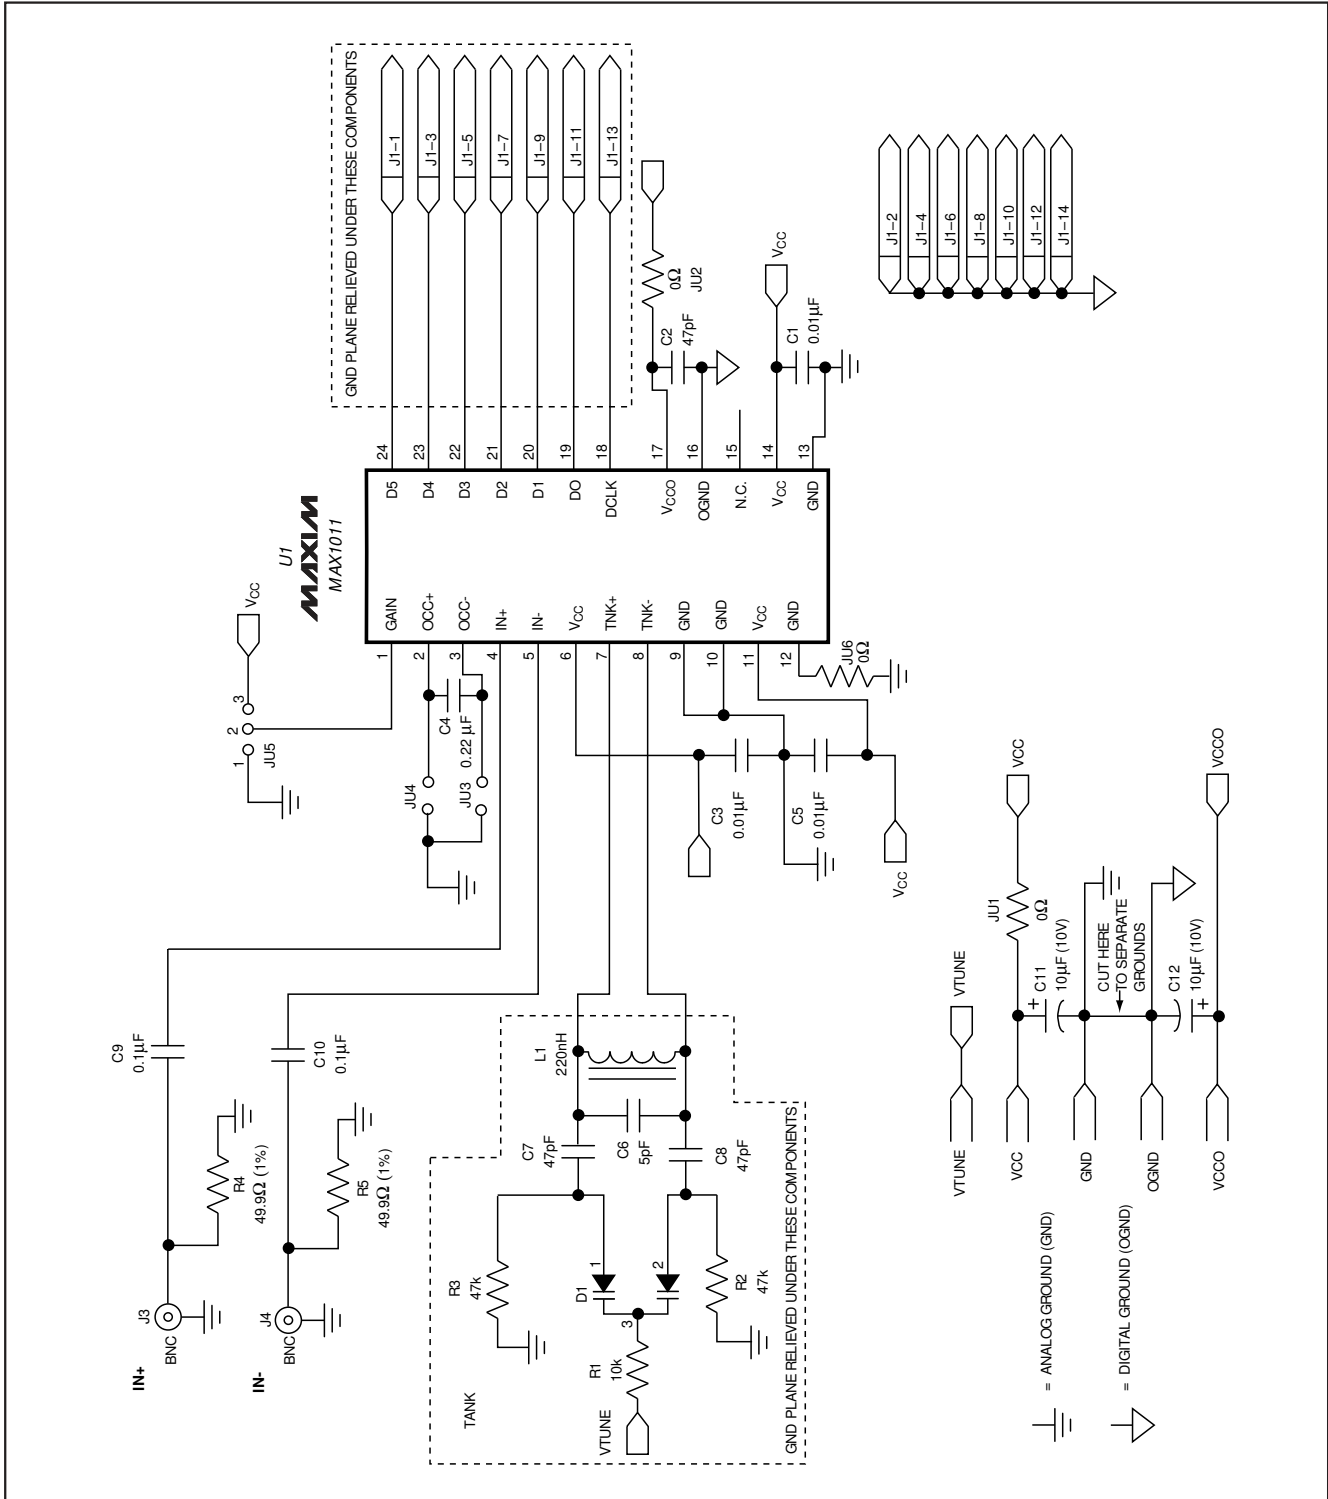 IN+
J3
BNC
C9
0.1µF
R4
49.9Ω (1%)
IN-
J4
BNC
C10
0.1µF
R5
49.9Ω (1%)
TANK
VTUNE
R1
10k
3
D1
1
2
R3
47k
R2
47k
C7
47pF
C6
5pF
C8
47pF
L1
220nH
GND PLANE RELIEVED UNDER THESE COMPONENTS
1
2
3
JU5
VCC
JU4
JU3
C4
0.22 µF
C3
0.01µF
C5
0.01µF
VCC
JU6
0Ω
U1
MAXIM
MAX1011
1
GAIN
2
OCC+
3
OCC-
4
IN+
5
IN-
6
VCC
7
TNK+
8
TNK-
9
GND
10
GND
11
VCC
12
GND
D5
24
D4
23
D3
22
D2
21
D1
20
DO
19
DCLK
18
VCCO
17
OGND
16
N.C.
15
VCC
14
GND
13
GND PLANE RELIEVED UNDER THESE COMPONENTS
J1-1
J1-3
J1-5
J1-7
J1-9
J1-11
J1-13
0Ω
JU2
C2
47pF
VCC
C1
0.01µF
J1-2
J1-4
J1-6
J1-8
J1-10
J1-12
J1-14
VTUNE
VTUNE
VCC
JU1
0Ω
VCC
C11
+
10µF (10V)
GND
CUT HERE
TO SEPARATE
GROUNDS
OGND
C12
10µF (10V)
+
VCCO
VCCO
= ANALOG GROUND (GND)
= DIGITAL GROUND (OGND)